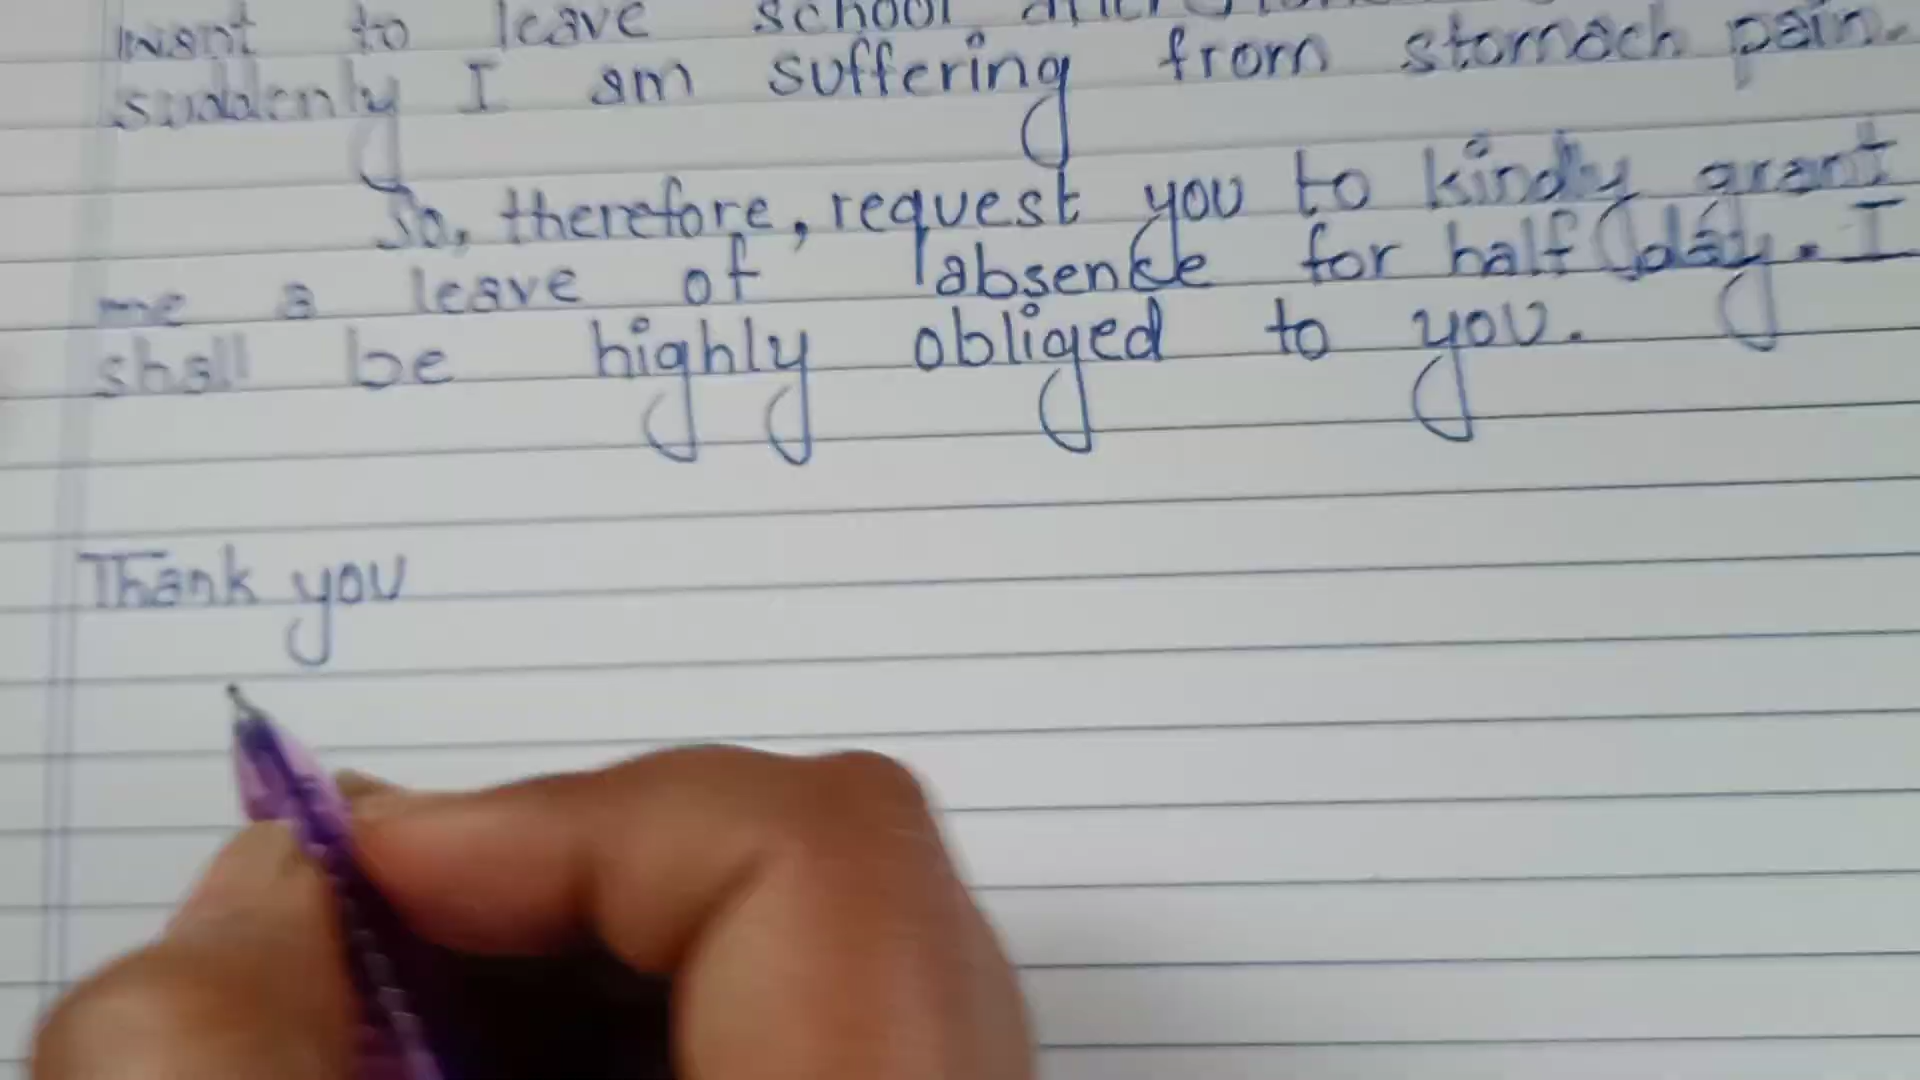 want to leave school
suddenly I am suffering from stomach pain.
So, therefore, request you to kindly grant
me a leave of absence for half day. I
shall be highly obliged to you.
Thank you